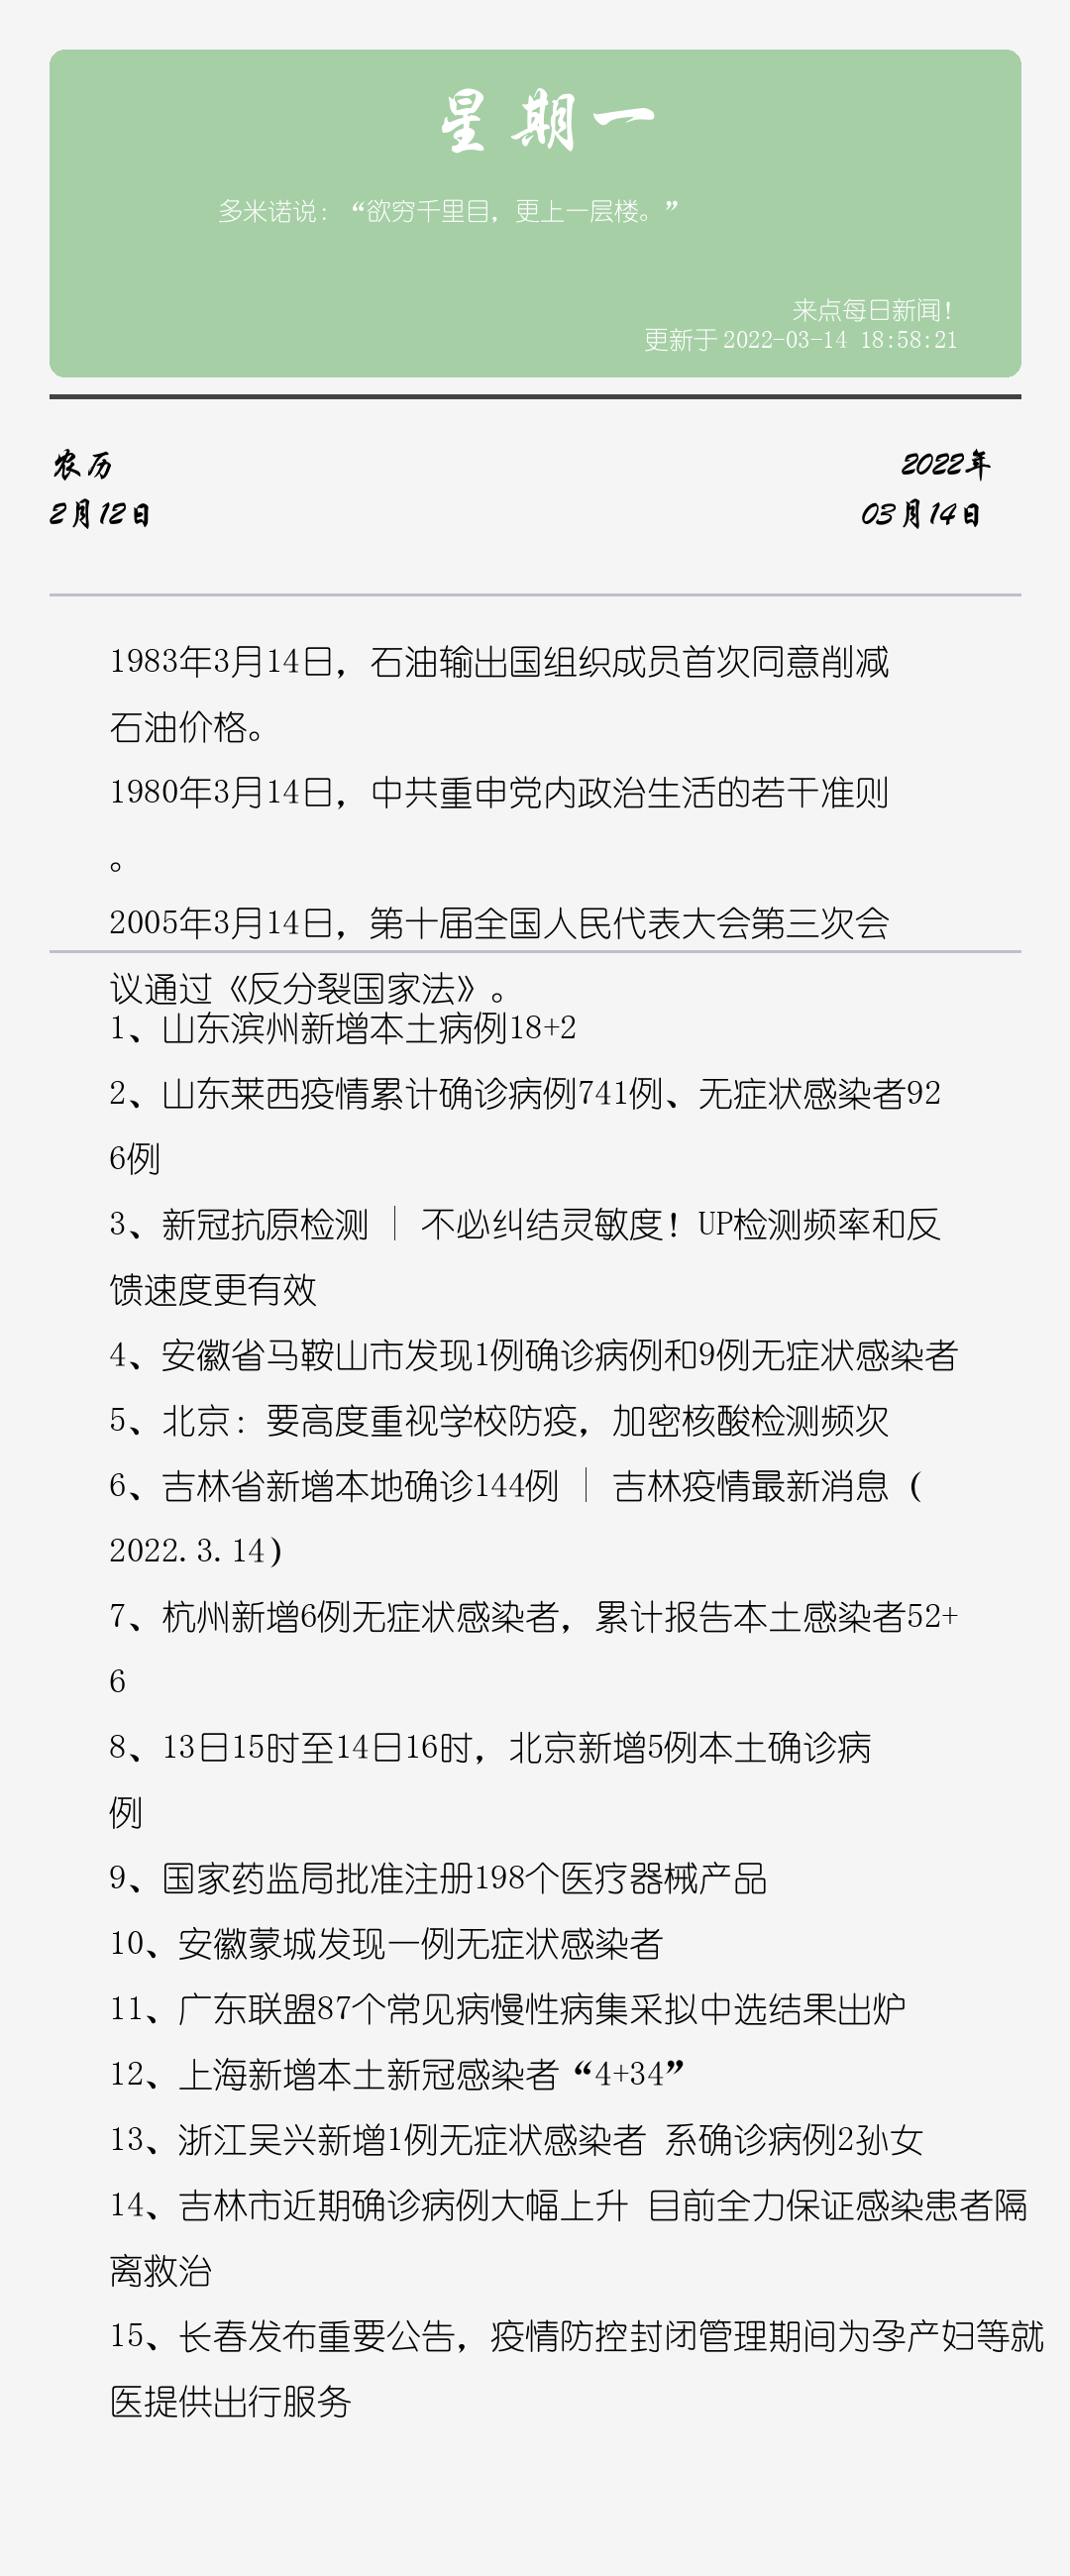 星期一
多米诺说：“欲穷千里目，更上一层楼。”
来点每日新闻！
更新于 2022-03-14 18:58:21
农历
2月12日
2022年
03月14日
1983年3月14日，石油输出国组织成员首次同意削减
石油价格。
1980年3月14日，中共重申党内政治生活的若干准则
。
2005年3月14日，第十届全国人民代表大会第三次会
议通过《反分裂国家法》。
1、山东滨州新增本土病例18+2
2、山东莱西疫情累计确诊病例741例、无症状感染者92
6例
3、新冠抗原检测 | 不必纠结灵敏度！UP检测频率和反
馈速度更有效
4、安徽省马鞍山市发现1例确诊病例和9例无症状感染者
5、北京：要高度重视学校防疫，加密核酸检测频次
6、吉林省新增本地确诊144例 | 吉林疫情最新消息（
2022.3.14）
7、杭州新增6例无症状感染者，累计报告本土感染者52+
6
8、13日15时至14日16时，北京新增5例本土确诊病
例
9、国家药监局批准注册198个医疗器械产品
10、安徽蒙城发现一例无症状感染者
11、广东联盟87个常见病慢性病集采拟中选结果出炉
12、上海新增本土新冠感染者“4+34”
13、浙江吴兴新增1例无症状感染者 系确诊病例2孙女
14、吉林市近期确诊病例大幅上升 目前全力保证感染患者隔
离救治
15、长春发布重要公告，疫情防控封闭管理期间为孕产妇等就
医提供出行服务